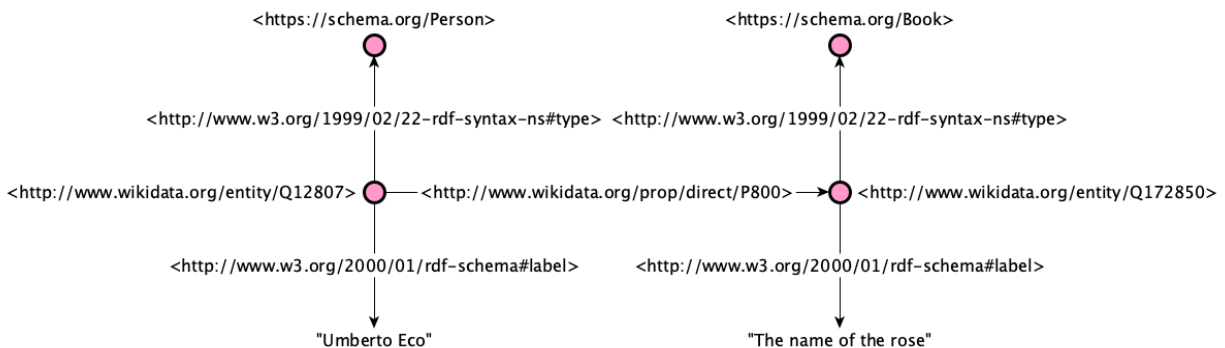 <https://schema.org/Person>
<https://schema.org/Book>
<http://www.w3.org/1999/02/22-rdf-syntax-ns#type>
<http://www.w3.org/1999/02/22-rdf-syntax-ns#type>
<http://www.wikidata.org/entity/Q12807>
<http://www.wikidata.org/prop/direct/P800>
<http://www.wikidata.org/entity/Q172850>
<http://www.w3.org/2000/01/rdf-schema#label>
<http://www.w3.org/2000/01/rdf-schema#label>
"Umberto Eco"
"The name of the rose"